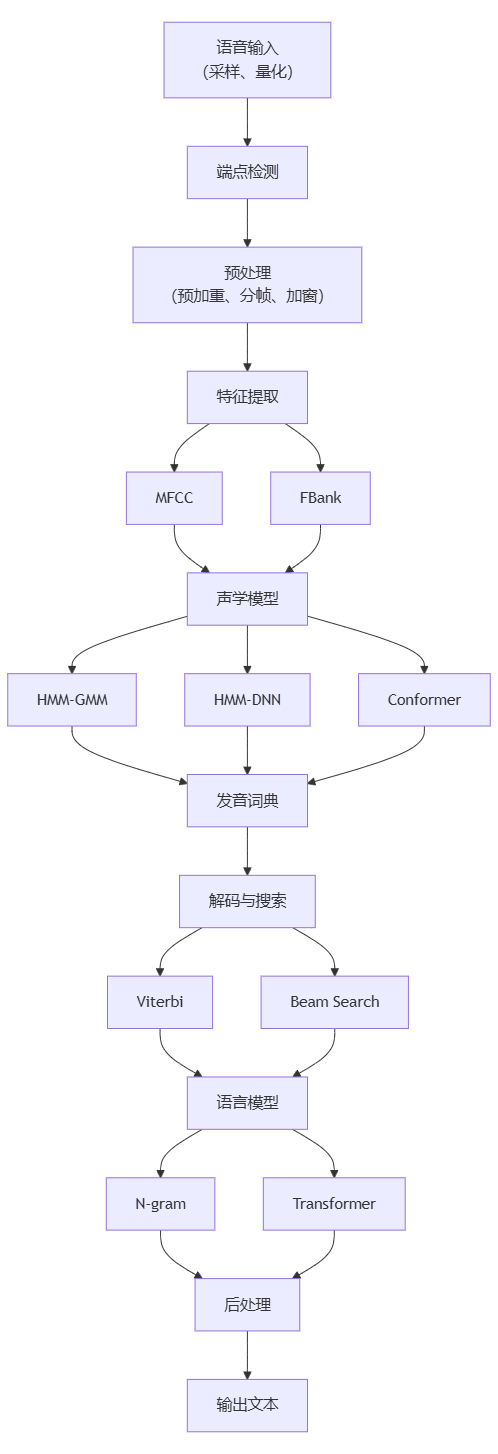 语音输入
（采样、量化）
端点检测
预处理
（预加重、分帧、加窗）
特征提取
MFCC
FBank
声学模型
HMM-GMM
HMM-DNN
Conformer
发音词典
解码与搜索
Viterbi
Beam Search
语言模型
N-gram
Transformer
后处理
输出文本